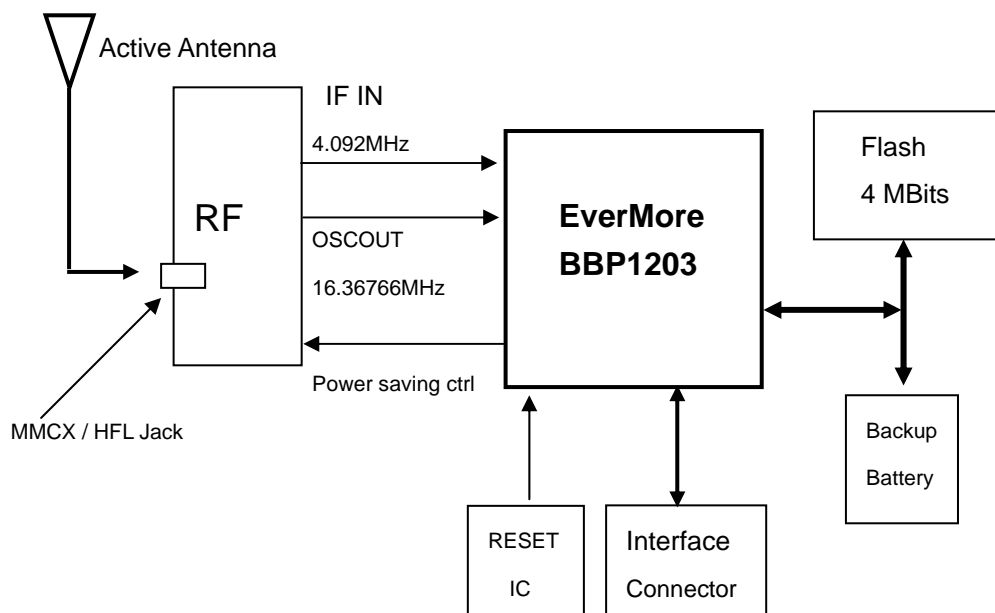 Active Antenna
IF IN
4.092MHz
RF
OSCOUT
16.36766MHz
Power saving ctrl
MMCX / HFL Jack
EverMore
BBP1203
Flash
4 MBits
Backup
Battery
RESET
IC
Interface
Connector